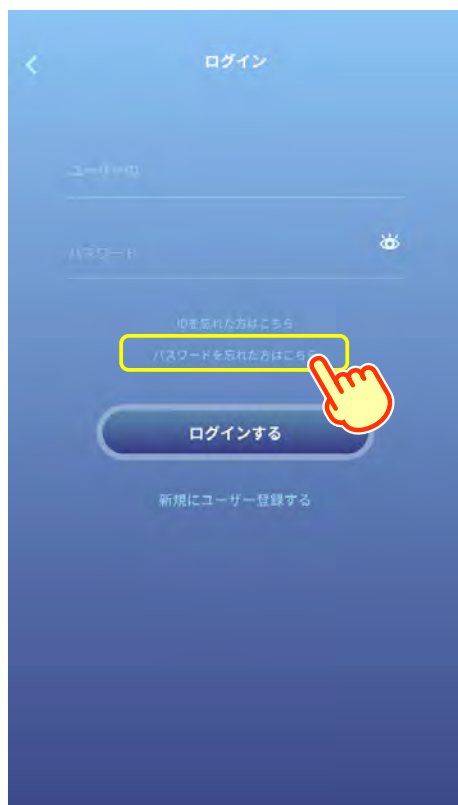 ログイン
ユーザーID
パスワード
IDを忘れた方はこちら
パスワードを忘れた方はこちら
ログインする
新規にユーザー登録する